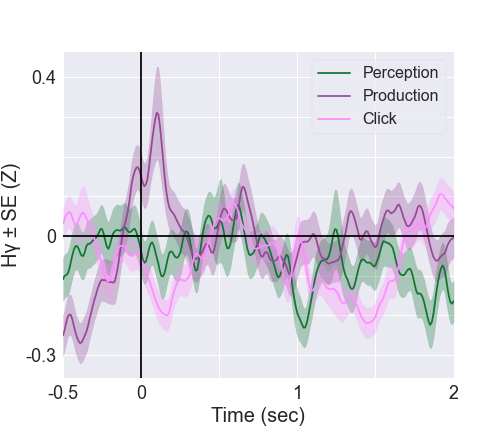 Perception
Production
Click
0.4
0
-0.3
Hγ ± SE (Z)
-0.5
0
1
2
Time (sec)